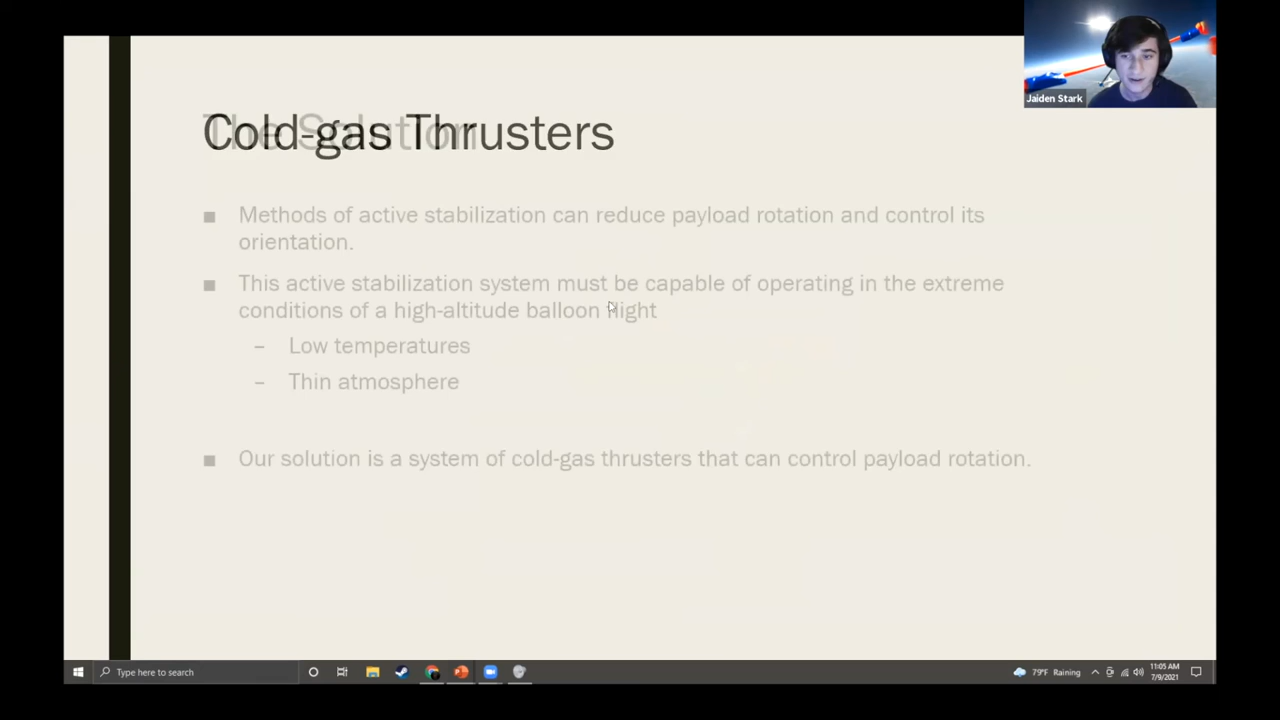 Jaiden Stark
The Solution
Cold-gas Thrusters
■ Methods of active stabilization can reduce payload rotation and control its
orientation.
■ This active stabilization system must be capable of operating in the extreme
conditions of a high-altitude balloon flight
– Low temperatures
– Thin atmosphere
■ Our solution is a system of cold-gas thrusters that can control payload rotation.
Type here to search
79°F Raining
11:05 AM
7/9/2021